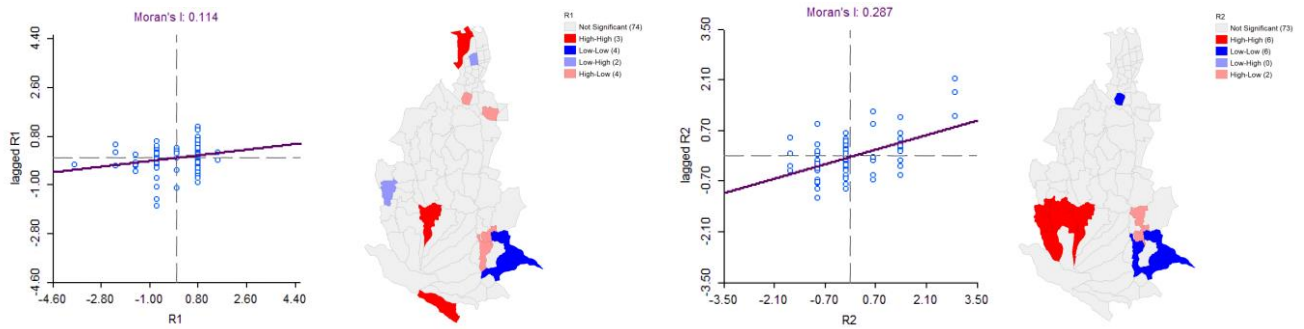 Moran's I: 0.114
4.40
2.60
0.80
-1.00
-2.80
-4.60
lagged R1
-4.60 -2.80 -1.00 0.80 2.60 4.40
R1
R1
Not Significant (74)
High-High (3)
Low-Low (4)
Low-High (2)
High-Low (4)
Moran's I: 0.287
3.50
2.10
0.70
-0.70
-2.10
-3.50
lagged R2
-3.50 -2.10 -0.70 0.70 2.10 3.50
R2
R2
Not Significant (73)
High-High (6)
Low-Low (6)
Low-High (0)
High-Low (2)